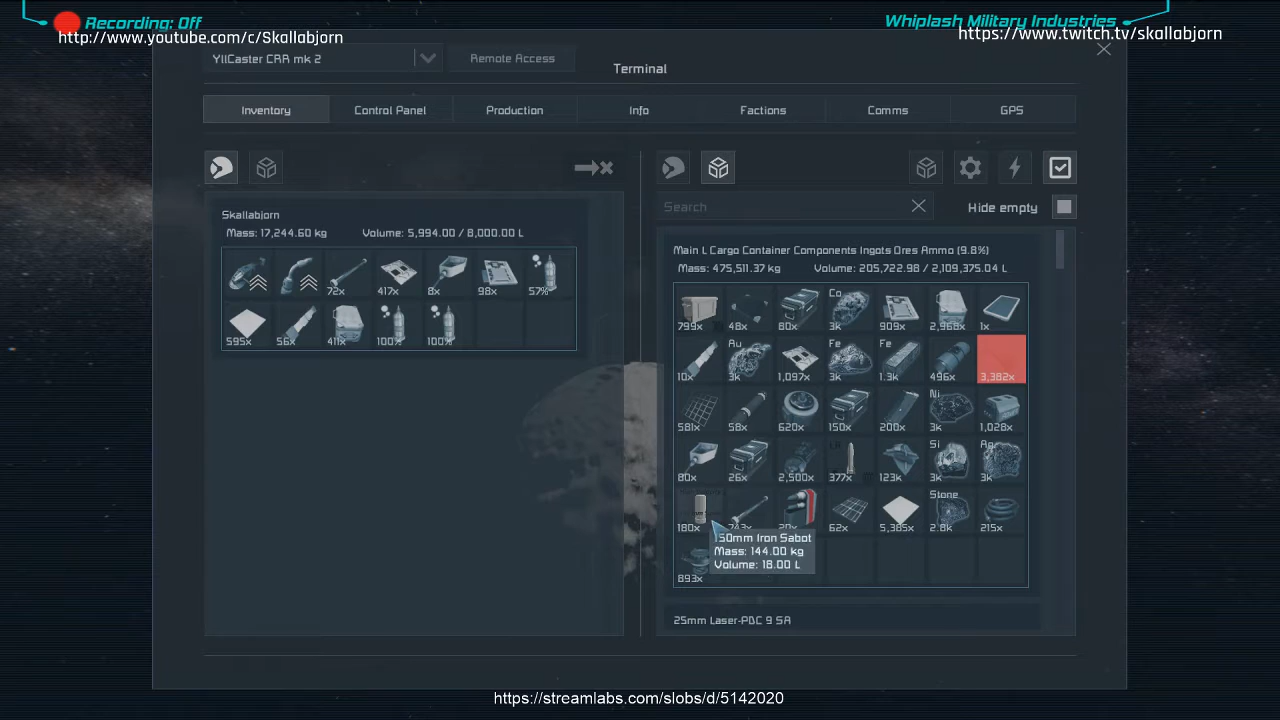 Recording: Off
Whiplash Military Industries
http://www.youtube.com/c/Skallabjorn
https://www.twitch.tv/skallabjorn
YllCaster CRR mk 2
Remote Access
Terminal
Inventory
Control Panel
Production
Info
Factions
Comms
GPS
Search
Hide empty
Skallabjorn
Mass: 17,244.60 kg
Volume: 5,994.00 / 8,000.00 L
72x
417x
8x
98x
57%
595x
56x
411x
100%
100%
Main L Cargo Container Components Ingots Ores Ammo (9.8%)
Mass: 475,511.37 kg
Volume: 205,722.98 / 2,109,375.04 L
799x
48x
80x
Co
3k
909x
2,968x
1x
10x
Au
3k
1,097x
Fe
3k
Fe
1.3k
496x
3,382x
581x
58x
620x
150x
200x
Ni
3k
1,028x
80x
26x
2,500x
377x
123k
Si
3k
Ag
3k
180x
743x
20x
62x
5,385x
Stone
2.8k
215x
893x
150mm Iron Sabot
Mass: 144.00 kg
Volume: 18.00 L
25mm Laser-PDC 9 SA
https://streamlabs.com/slobs/d/5142020